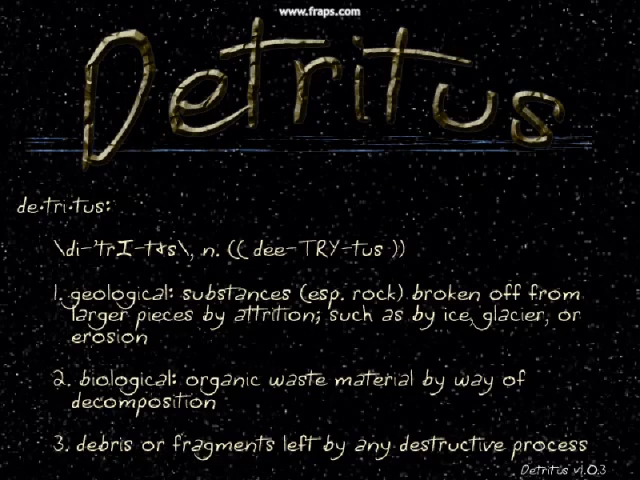 www.fraps.com
Detritus
de·tri·tus:
\di-'trI-t&s\, n. (( dee-TRY-tus ))
1. geological: substances (esp. rock) broken off from
larger pieces by attrition; such as by ice, glacier, or
erosion
2. biological: organic waste material by way of
decomposition
3. debris or fragments left by any destructive process
Detritus v1.0.3